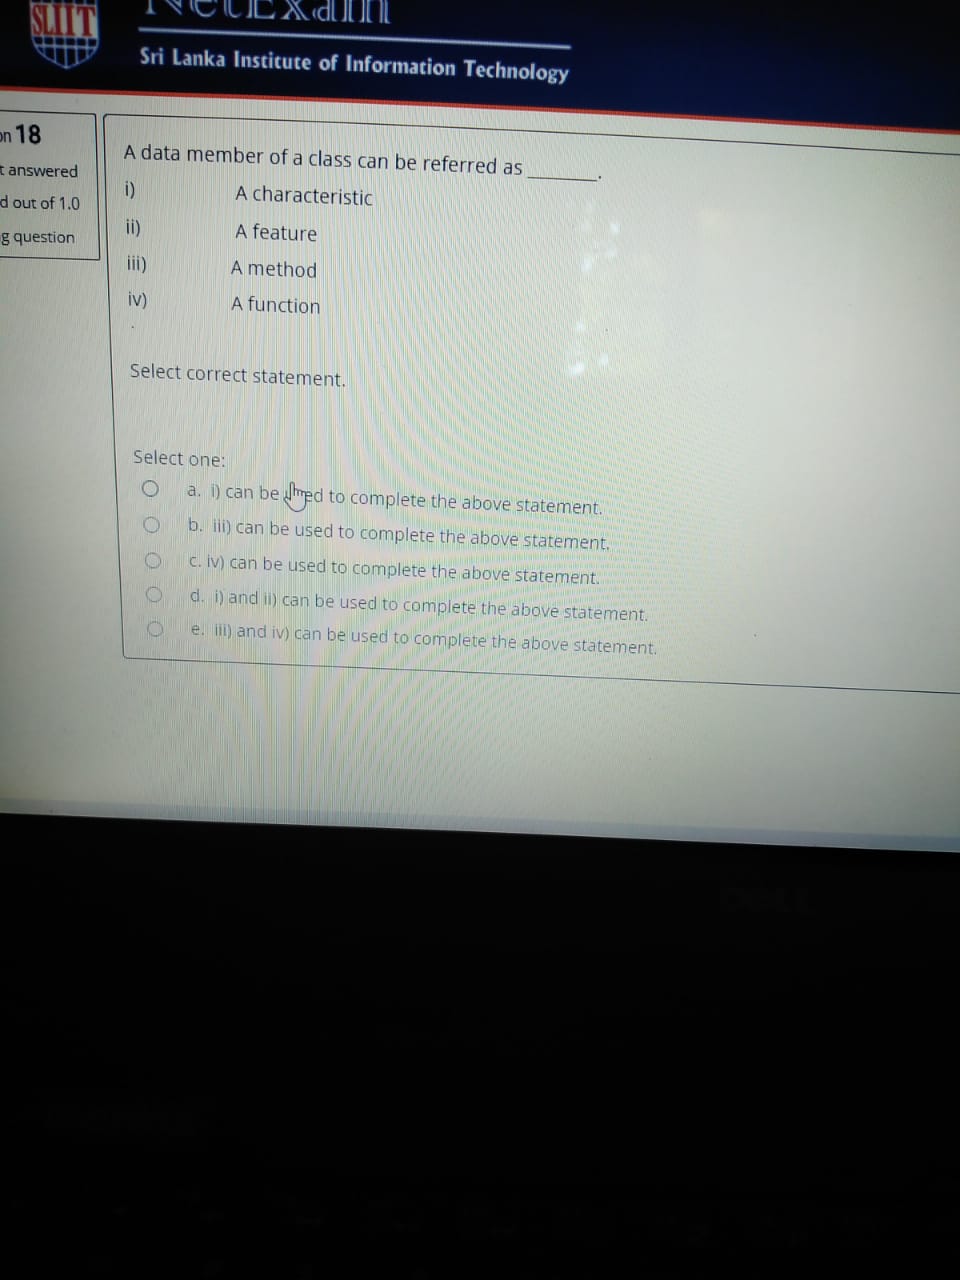 SLIIT
NetExam
Sri Lanka Institute of Information Technology
18
answered
out of 1.0
question
A data member of a class can be referred as ________.
i) A characteristic
ii) A feature
iii) A method
iv) A function
Select correct statement.
Select one:
a. i) can be used to complete the above statement.
b. iii) can be used to complete the above statement.
c. iv) can be used to complete the above statement.
d. i) and ii) can be used to complete the above statement.
e. iii) and iv) can be used to complete the above statement.